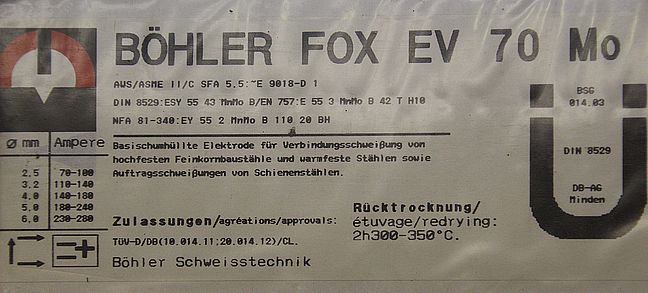 BÖHLER FOX EV 70 Mo
AWS/ASME II/C SFA 5.5:~E 9018-D 1
DIN 8529:ESY 55 43 MnMo B/EN 757:E 55 3 MnMo B 42 T H10
NFA 81-340:EY 55 2 MnMo B 110 20 BH
Basischumhüllte Elektrode für Verbindungsschweißung von
hochfesten Feinkornbaustähle und warmfeste Stählen sowie
Auftragsschweißungen von Schienenstählen.
ø mm Ampere
2.5 70-100
3.2 110-140
4.0 140-180
5.0 180-240
6.0 230-280
Zulassungen/agréations/approvals:
TÜV-D/DB(10.014.11;20.014.12)/CL.
Böhler Schweisstechnik
Rücktrocknung/
étuvage/redrying:
2h300-350°C.
BSG
014.03
DIN 8529
DB-AG
Minden